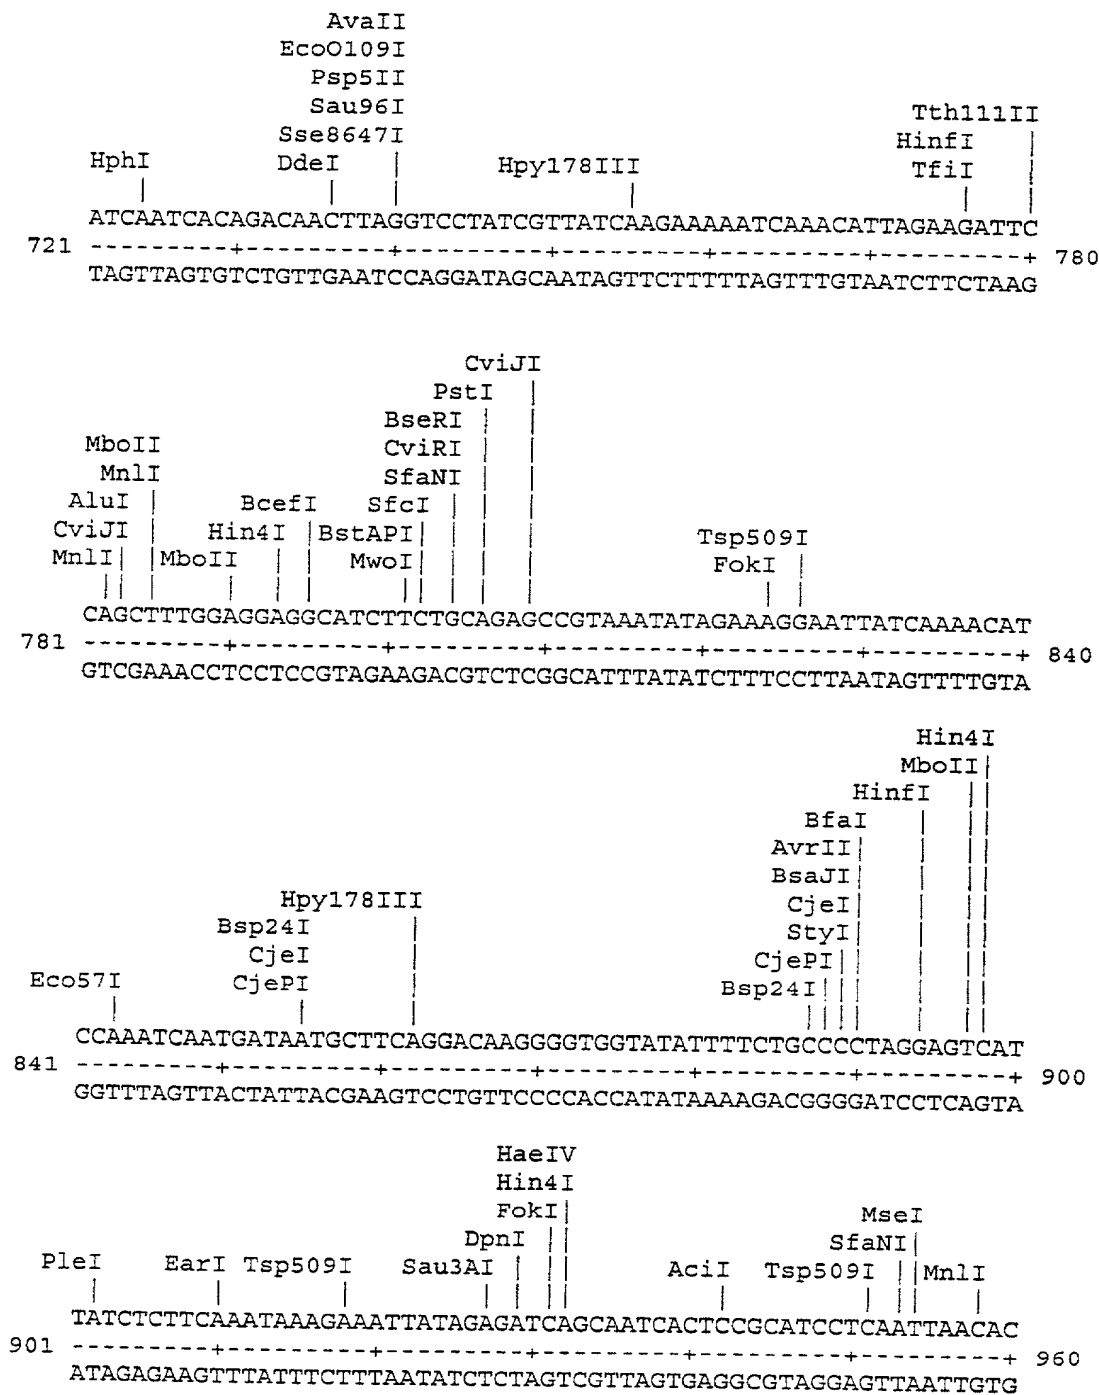 AvaII
EcoO109I
Psp5II
Sau96I
Sse8647I
Tth111II
HinfI
HphI DdeI Hpy178III TfiI
ATCAATCACAGACAACTTAGGTCCTATCGTTATCAAGAAAAATCAAACATTAGAAGATTC
721 ---------+---------+---------+---------+---------+---------+ 780
TAGTTAGTGTCTGTTGAATCCAGGATAGCAATAGTTCTTTTTAGTTTGTAATCTTCTAAG
CviJI
PstI
BseRI
CviRI
MboII SfaNI
MnlI
AluI BcefI SfcI
CviJI Hin4I BstAPI Tsp509I
MnlI MboII MwoI FokI
CAGCTTTGGAGGAGGCATCTTCTGCAGAGCCGTAAATATAGAAAGGAATTATCAAAACAT
781 ---------+---------+---------+---------+---------+---------+ 840
GTCGAAACCTCCTCCGTAGAAGACGTCTCGGCATTTATATCTTTCCTTAATAGTTTTGTA
Hin4I
MboII
HinfI
BfaI
AvrII
BsaJI
Hpy178III CjeI
Bsp24I StyI
CjeI CjePI
Eco57I CjePI Bsp24I
CCAAATCAATGATAATGCTTCAGGACAAGGGGTGGTATATTTTCTGCCCCTAGGAGTCAT
841 ---------+---------+---------+---------+---------+---------+ 900
GGTTTAGTTACTATTACGAAGTCCTGTTCCCCACCATATAAAAGACGGGGATCCTCAGTA
HaeIV
Hin4I
FokI MseI
DpnI SfaNI
PleI EarI Tsp509I Sau3AI AciI Tsp509I MnlI
TATCTCTTCAAATAAAGAAATTATAGAGATCAGCAATCACTCCGCATCCTCAATTAACAC
901 ---------+---------+---------+---------+---------+---------+ 960
ATAGAGAAGTTTATTTCTTTAATATCTCTAGTCGTTAGTGAGGCGTAGGAGTTAATTGTG